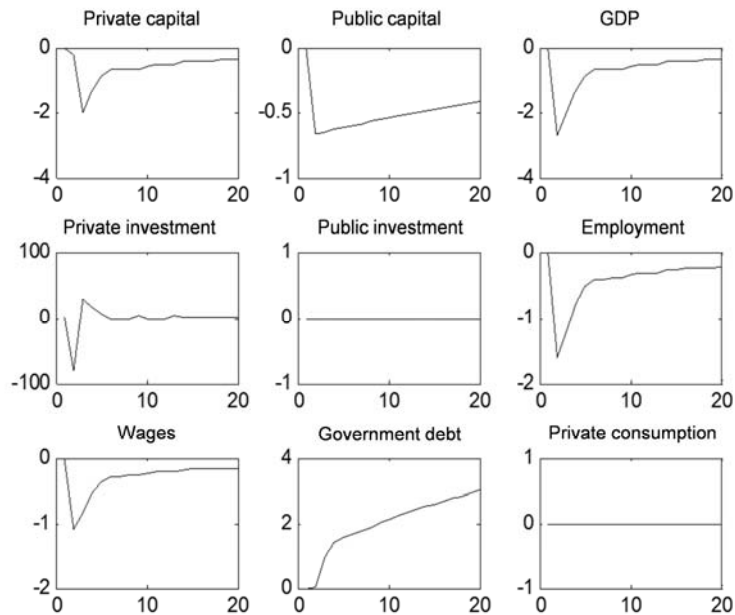 Private capital
Public capital
GDP
0
-2
-4
0 10 20
0
-0.5
-1
0 10 20
0
-2
-4
0 10 20
Private investment
Public investment
Employment
100
0
-100
0 10 20
1
0
-1
0 10 20
0
-1
-2
0 10 20
Wages
Government debt
Private consumption
0
-1
-2
0 10 20
4
2
0
0 10 20
1
0
-1
0 10 20